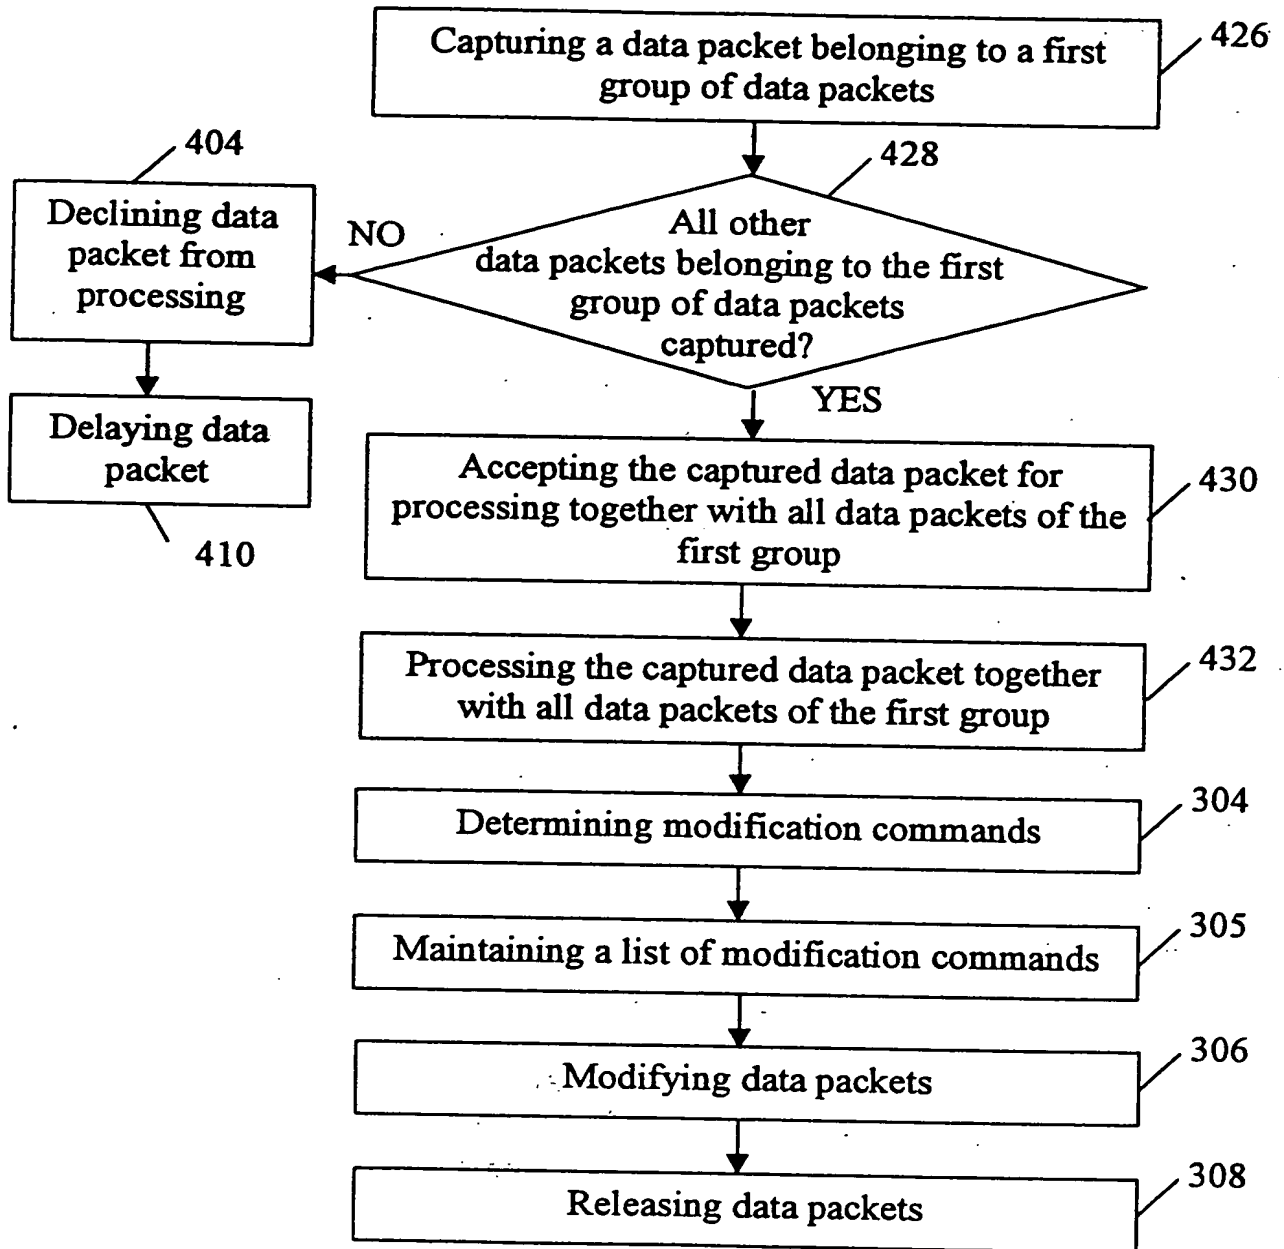 Capturing a data packet belonging to a first
group of data packets
426
404
428
Declining data
packet from
processing
NO
All other
data packets belonging to the first
group of data packets
captured?
YES
Delaying data
packet
410
Accepting the captured data packet for
processing together with all data packets of the
first group
430
Processing the captured data packet together
with all data packets of the first group
432
Determining modification commands
304
Maintaining a list of modification commands
305
Modifying data packets
306
Releasing data packets
308